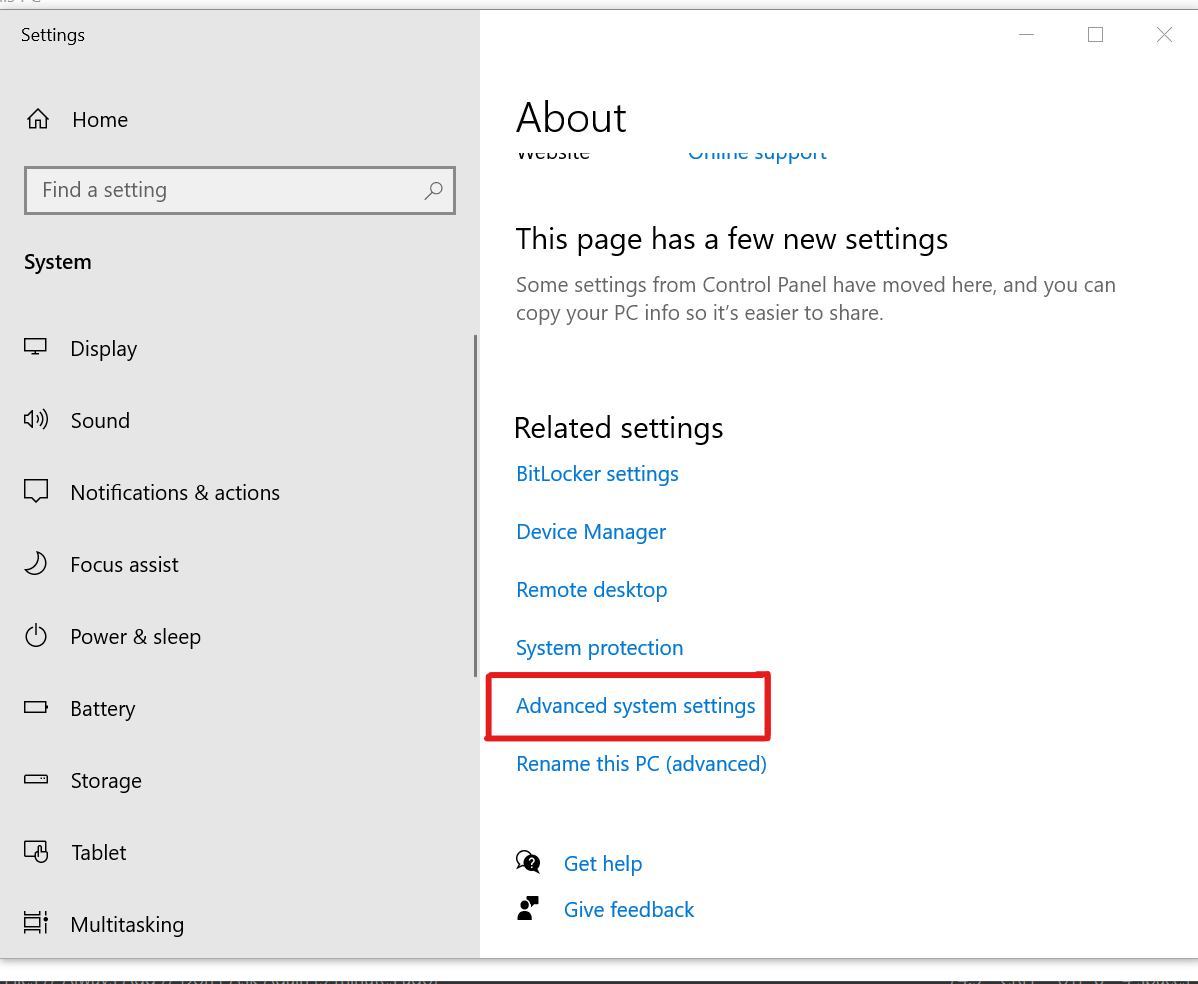 Settings
Home
Find a setting
System
Display
Sound
Notifications & actions
Focus assist
Power & sleep
Battery
Storage
Tablet
Multitasking
About
Website Online support
This page has a few new settings
Some settings from Control Panel have moved here, and you can
copy your PC info so it’s easier to share.
Related settings
BitLocker settings
Device Manager
Remote desktop
System protection
Advanced system settings
Rename this PC (advanced)
Get help
Give feedback